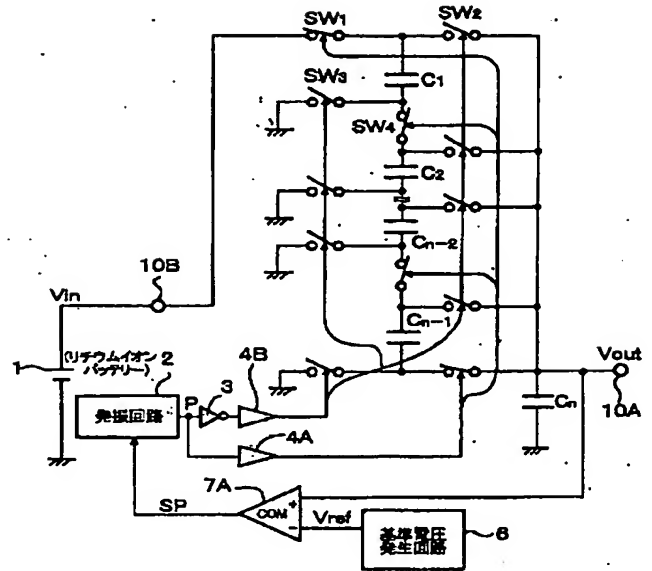 SW1
SW2
C1
SW3
SW4
C2
Cn-2
10B
Vin
Cn-1
1
(リチウムイオン
バッテリー)
2
3
4B
Vout
発振回路
P
Cn
10A
4A
7A
SP
COM
+
-
Vref
基準電圧
発生回路
6